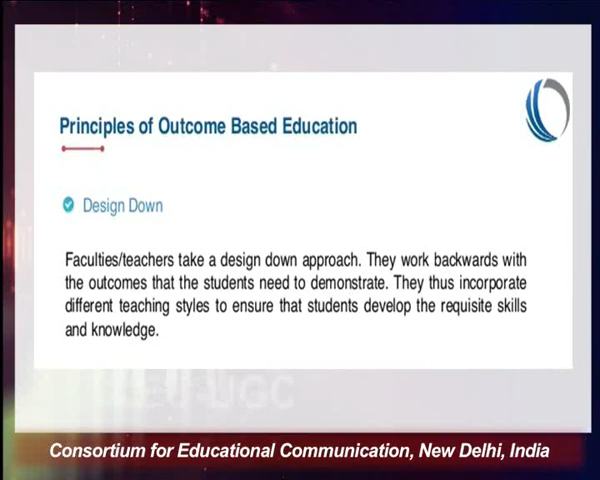 Principles of Outcome Based Education
Design Down
Faculties/teachers take a design down approach. They work backwards with
the outcomes that the students need to demonstrate. They thus incorporate
different teaching styles to ensure that students develop the requisite skills
and knowledge.
UGC
Consortium for Educational Communication, New Delhi, India